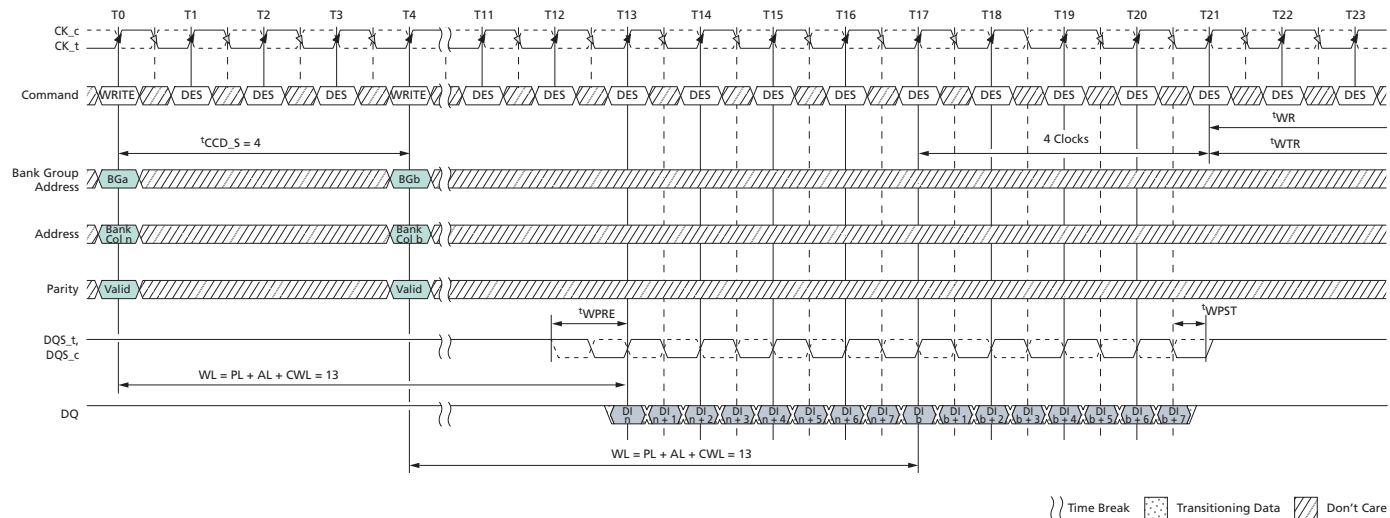 T0 T1 T2 T3 T4 T11 T12 T13 T14 T15 T16 T17 T18 T19 T20 T21 T22 T23
CK_c
CK_t
Command WRITE DES DES DES WRITE DES DES DES DES DES DES DES DES DES DES DES DES DES
tWR
tCCD_S = 4 4 Clocks tWTR
Bank Group
Address BGa BGb
Address Bank
Col n Bank
Col b
Parity Valid Valid
tWPRE tWPST
DQS_t,
DQS_c
WL = PL + AL + CWL = 13
DQ DI
n DI
n + 1 DI
n + 2 DI
n + 3 DI
n + 4 DI
n + 5 DI
n + 6 DI
n + 7 DI
b DI
b + 1 DI
b + 2 DI
b + 3 DI
b + 4 DI
b + 5 DI
b + 6 DI
b + 7
WL = PL + AL + CWL = 13
Time Break Transitioning Data Don't Care